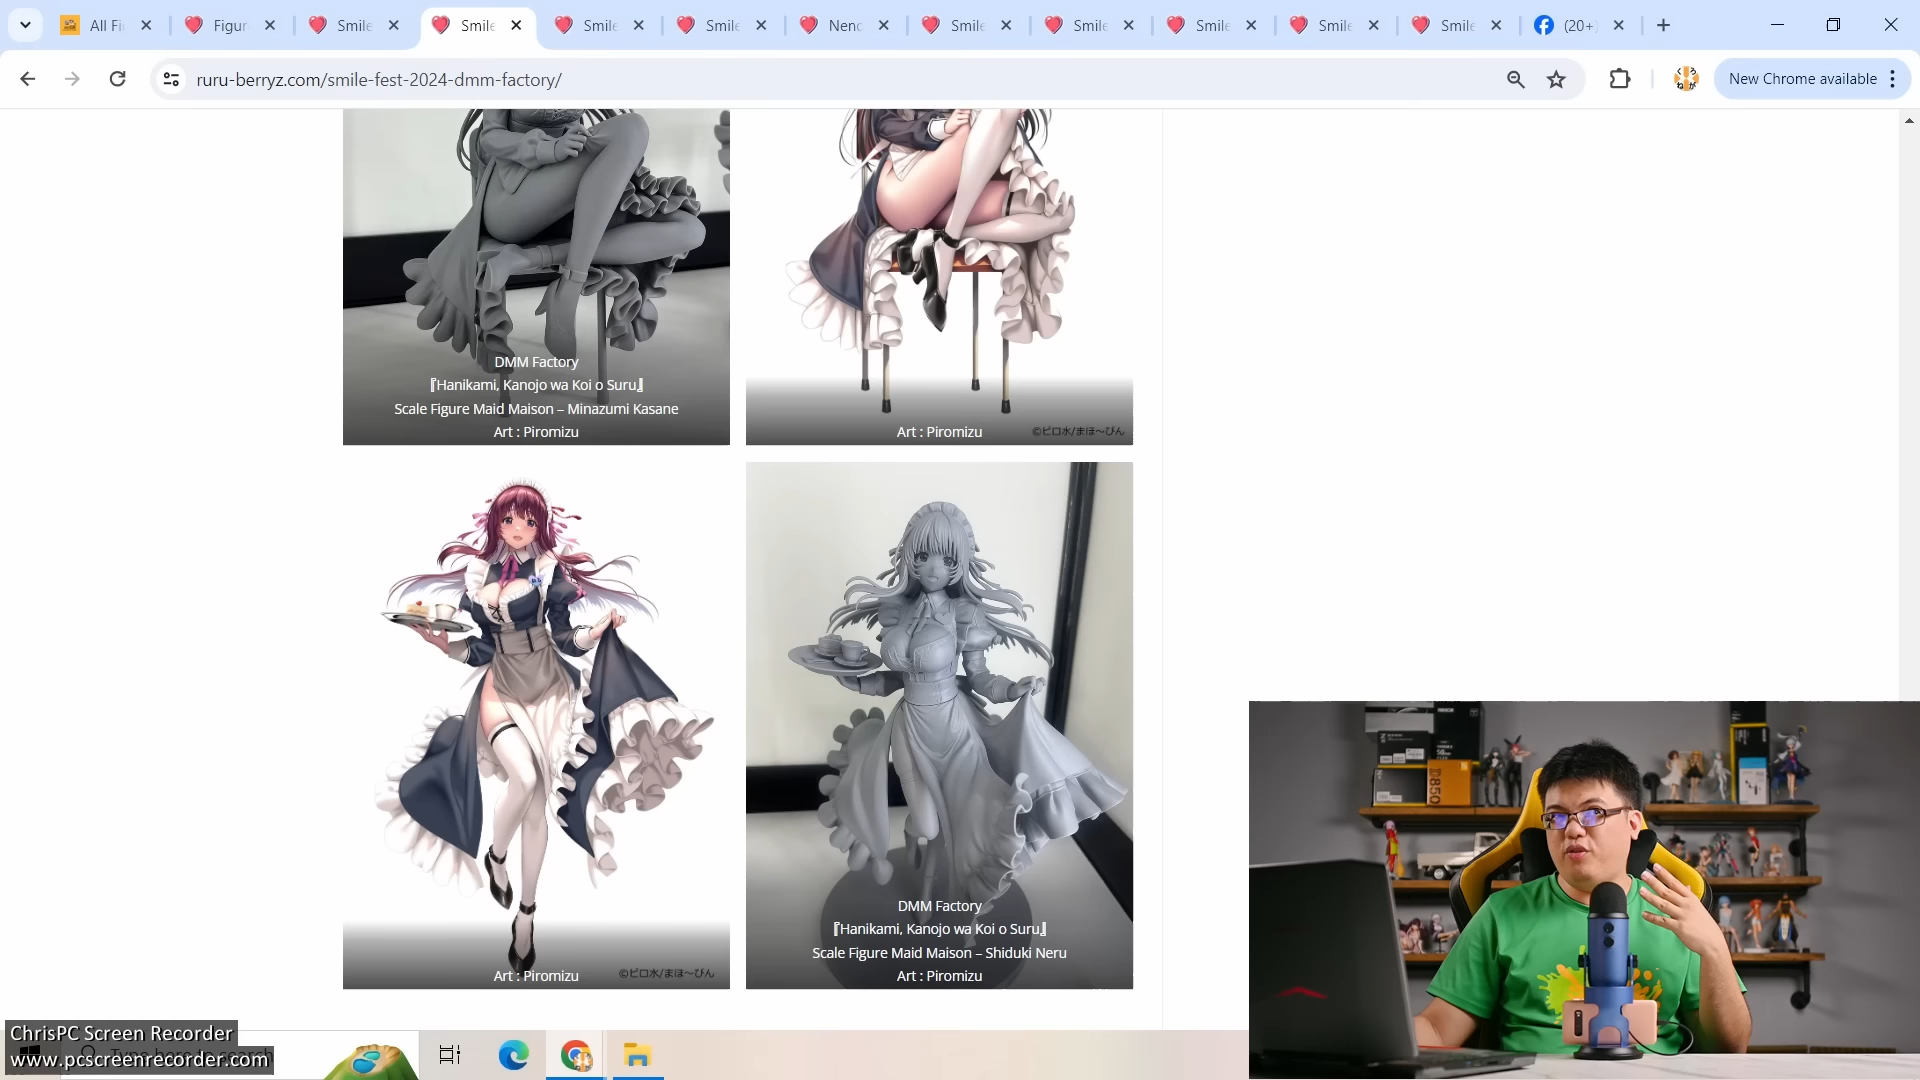 All Fi
Figur
Smile
Smile
Smile
Smile
Nenc
Smile
Smile
Smile
Smile
Smile
(20+)
ruru-berryz.com/smile-fest-2024-dmm-factory/
New Chrome available
DMM Factory
『Hanikami, Kanojo wa Koi o Suru』
Scale Figure Maid Maison – Minazumi Kasane
Art : Piromizu
Art : Piromizu
©ピロ水/まほ〜びん
Art : Piromizu
©ピロ水/まほ〜びん
DMM Factory
『Hanikami, Kanojo wa Koi o Suru』
Scale Figure Maid Maison – Shiduki Neru
Art : Piromizu
D850
ChrisPC Screen Recorder
www.pcscreenrecorder.com